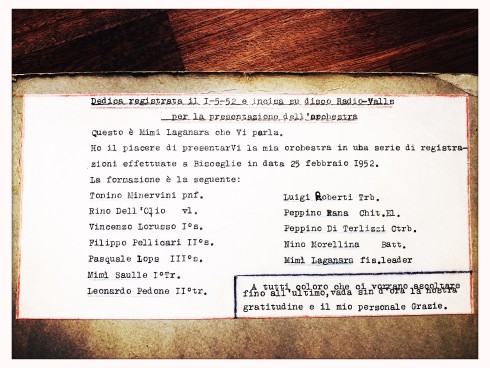 Dedica registrata il I-5-52 e incisa su disco Radio-Valls
per la presentazione dell'orchestra
Questo è Mimì Laganara che Vi parla.
Ho il piacere di presentarVi la mia orchestra in uba serie di registra-
zioni effettuate a Bisceglie in data 25 febbraio I952.
La formazione è la seguente:
Tonino Minervini pnf.
Rino Dell'Olio vl.
Vincenzo Lorusso I°s.
Filippo Pellicari II°s.
Pasquale Lops III°s.
Mimì Saulle I°Tr.
Leonardo Pedone II°tr.
Luigi Roberti Trb.
Peppino Rana Chit.El.
Peppino Di Terlizzi Ctrb.
Nino Morellina Batt.
Mimì Laganara fis.leader
A tutti coloro che ci vorrano ascoltare
fino all'ultimo,vada sin d'ora la nostra
gratitudine e il mio personale Grazie.